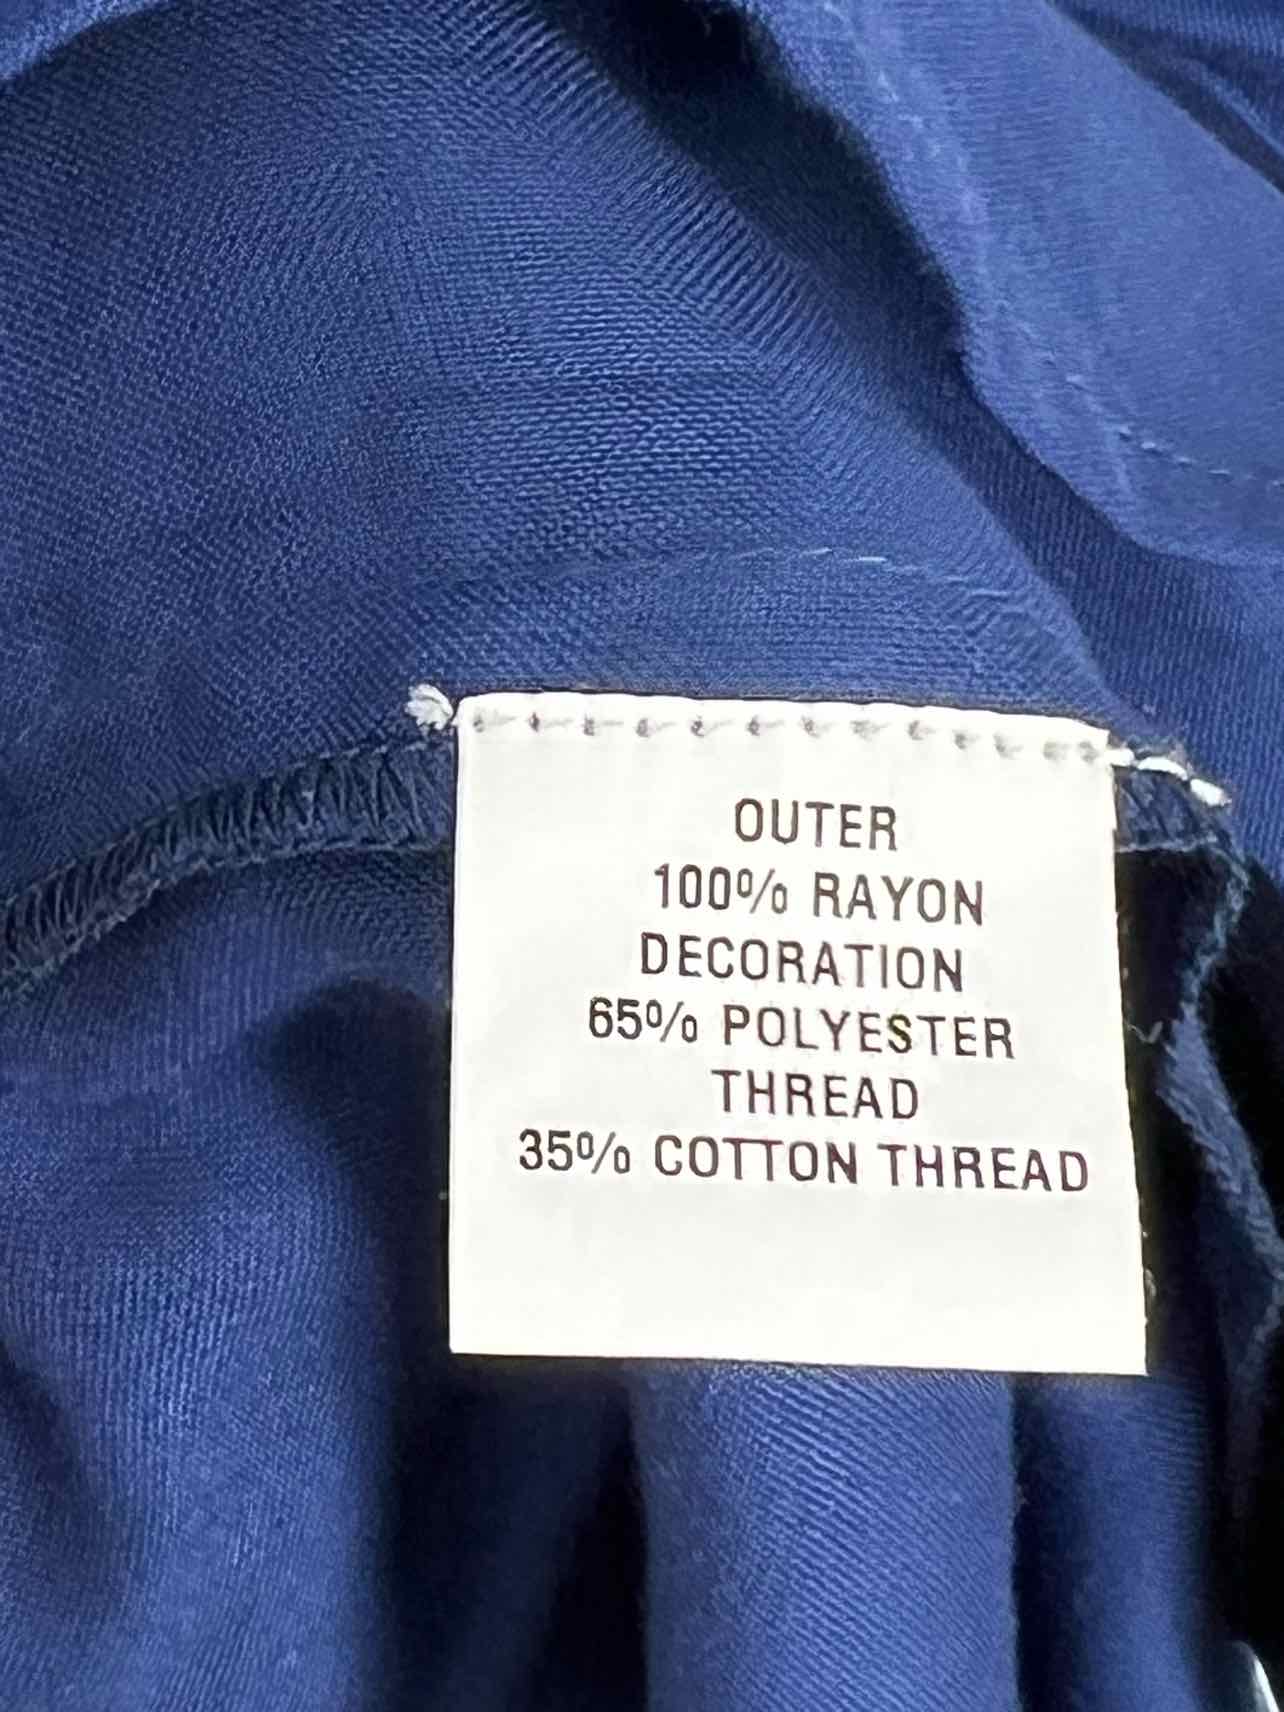 OUTER
100% RAYON
DECORATION
65% POLYESTER
THREAD
35% COTTON THREAD